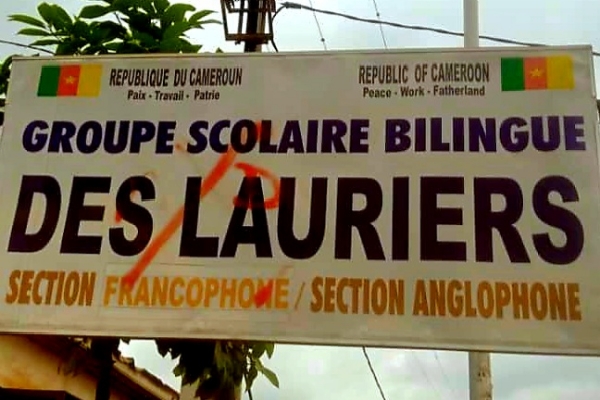 REPUBLIQUE DU CAMEROUN
Paix - Travail - Patrie
REPUBLIC OF CAMEROON
Peace - Work - Fatherland
GROUPE SCOLAIRE BILINGUE
DES LAURIERS
SECTION FRANCOPHONE / SECTION ANGLOPHONE